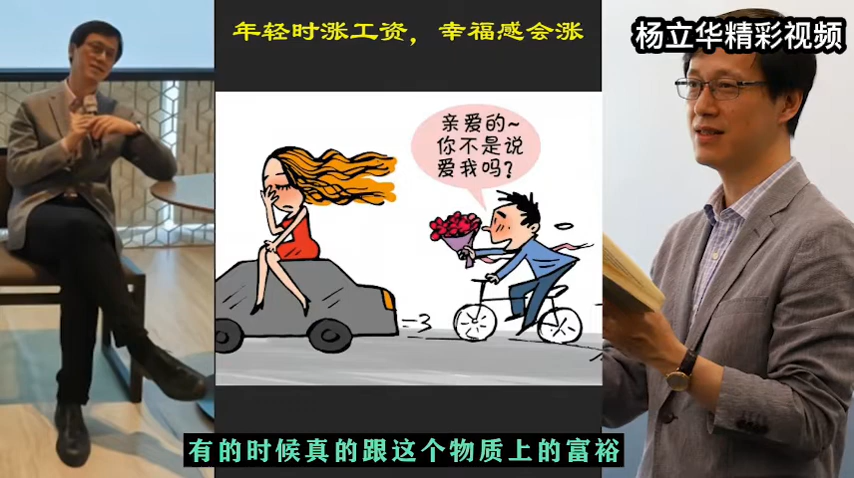 年轻时涨工资，幸福感会涨
杨立华精彩视频
亲爱的~
你不是说
爱我吗？
有的时候真的跟这个物质上的富裕